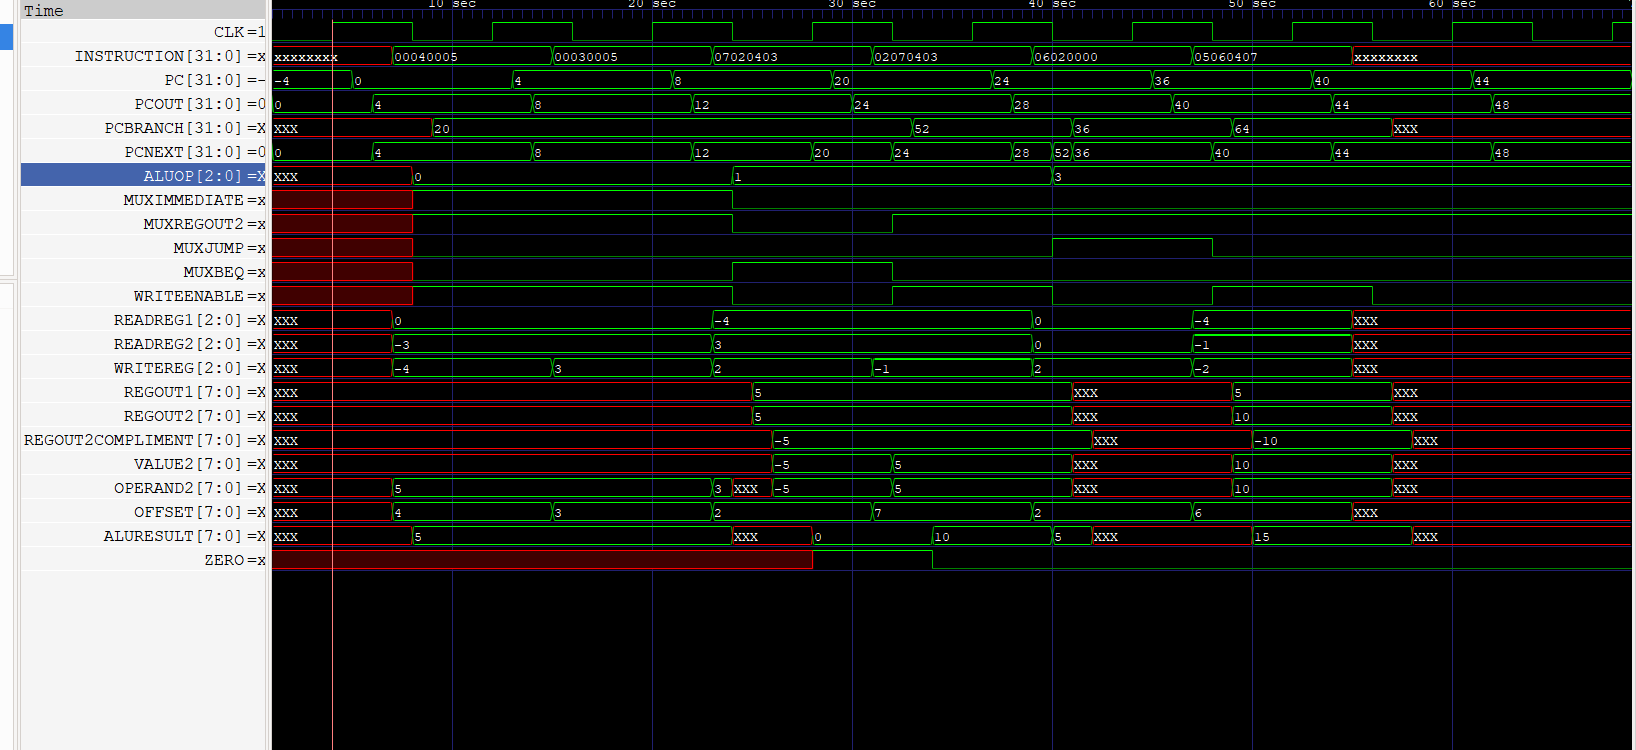 Time 10 sec 20 sec 30 sec 40 sec 50 sec 60 sec
CLK=1
INSTRUCTION[31:0]=x xxxxxxxx 00040005 00030005 07020403 02070403 06020000 05060407 xxxxxxxx
PC[31:0]=- -4 0 4 8 20 24 36 40 44
PCOUT[31:0]=0 0 4 8 12 24 28 40 44 48
PCBRANCH[31:0]=X XXX 20 52 36 64 XXX
PCNEXT[31:0]=0 0 4 8 12 20 24 28 52 36 40 44 48
ALUOP[2:0]=X XXX 0 1 3
MUXIMMEDIATE=x
MUXREGOUT2=x
MUXJUMP=x
MUXBEQ=x
WRITEENABLE=x
READREG1[2:0]=X XXX 0 -4 0 -4 XXX
READREG2[2:0]=X XXX -3 3 0 -1 XXX
WRITEREG[2:0]=X XXX -4 3 2 -1 2 -2 XXX
REGOUT1[7:0]=X XXX 5 XXX 5 XXX
REGOUT2[7:0]=X XXX 5 XXX 10 XXX
REGOUT2COMPLIMENT[7:0]=X XXX -5 XXX -10 XXX
VALUE2[7:0]=X XXX -5 5 XXX 10 XXX
OPERAND2[7:0]=X XXX 5 3 XXX -5 5 XXX 10 XXX
OFFSET[7:0]=X XXX 4 3 2 7 2 6 XXX
ALURESULT[7:0]=X XXX 5 XXX 0 10 5 XXX 15 XXX
ZERO=x